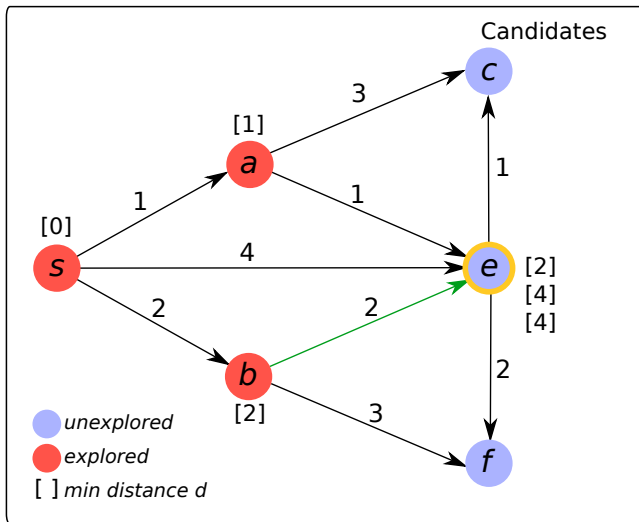 Candidates
c
3
[1]
a
1
1
1
[0]
s
4
e
[2]
[4]
[4]
2
2
b
[2]
3
2
f
unexplored
explored
[ ] min distance d